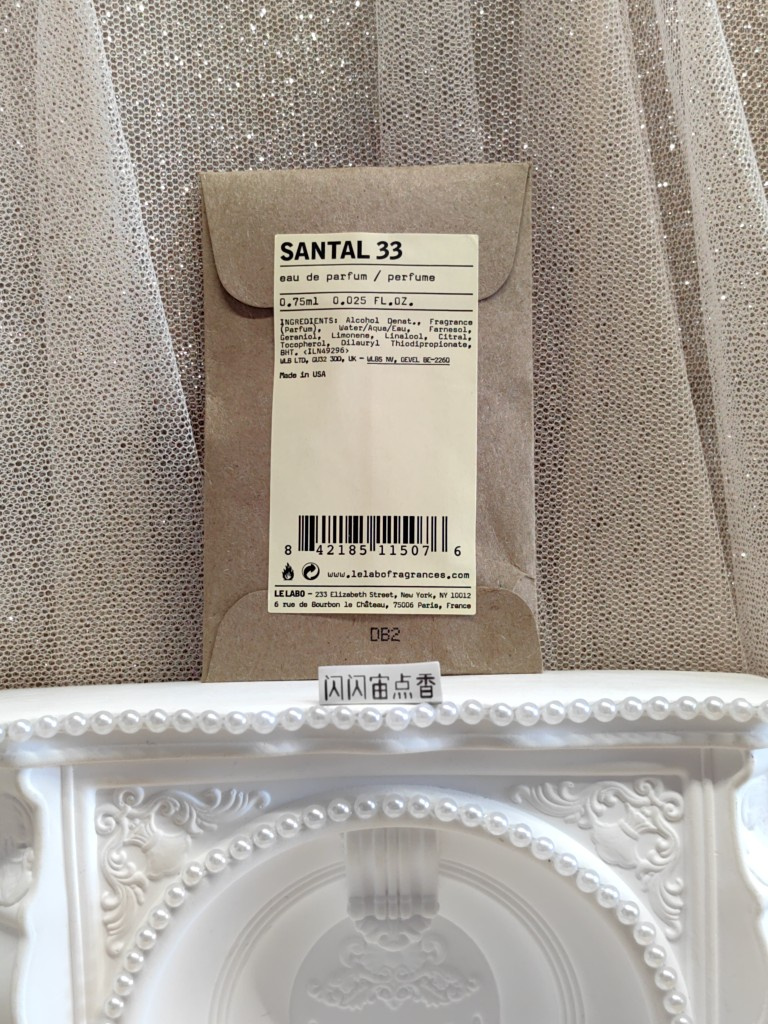 SANTAL 33
eau de parfum / perfume
0.75ml 0.025 FL.OZ.
INGREDIENTS: Alcohol Denat., Fragrance
(Parfum), Water/Aqua/Eau, Farnesol,
Geraniol, Limonene, Linalool, Citral,
Tocopherol, Dilauryl Thiodipropionate,
BHT. <ILN49296>
WLB LTD, GU32 3QO, UK – WLBS NV, OEVEL BE-2260
Made in USA
8 42185 11507 6
www.lelabofragrances.com
LE LABO – 233 Elizabeth Street, New York, NY 10012
6 rue de Bourbon le Château, 75006 Paris, France
DB2
闪闪宙点香